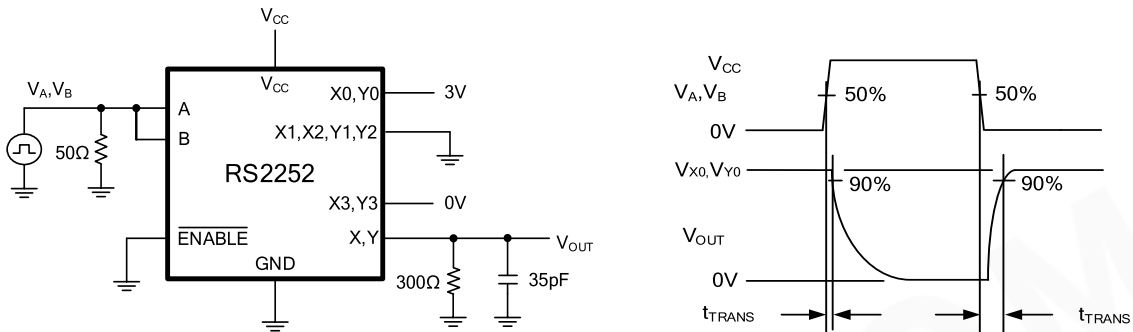 VCC
VA,VB
VCC
A
B
50Ω
X0,Y0
3V
X1,X2,Y1,Y2
RS2252
X3,Y3
0V
ENABLE
X,Y
VOUT
GND
300Ω
35pF
VCC
VA,VB
50%
50%
0V
VX0,VY0
90%
90%
VOUT
0V
tTRANS
tTRANS